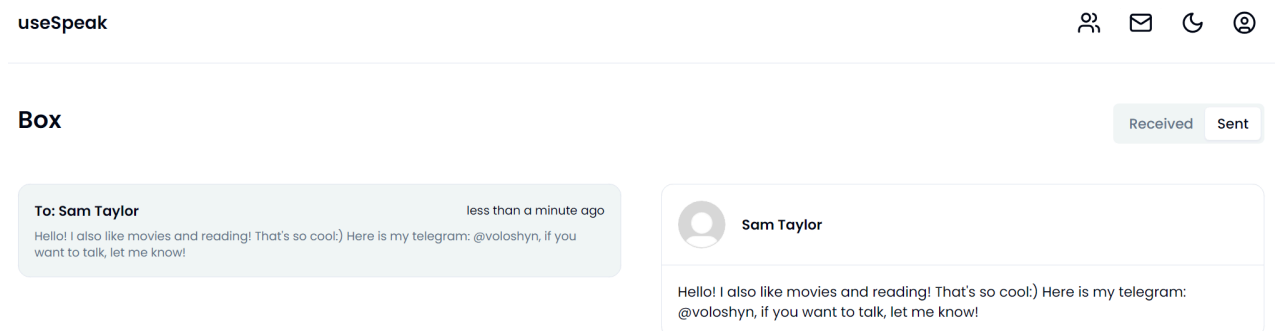 useSpeak
Box
Received Sent
To: Sam Taylor less than a minute ago
Hello! I also like movies and reading! That's so cool:) Here is my telegram: @voloshyn, if you
want to talk, let me know!
Sam Taylor
Hello! I also like movies and reading! That's so cool:) Here is my telegram:
@voloshyn, if you want to talk, let me know!